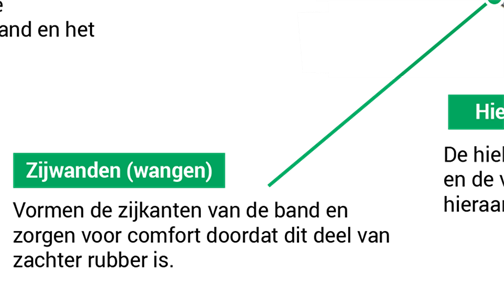 and en het
Zijwanden (wangen)
Vormen de zijkanten van de band en
zorgen voor comfort doordat dit deel van
zachter rubber is.
Hie
De hiel
en de v
hieraan